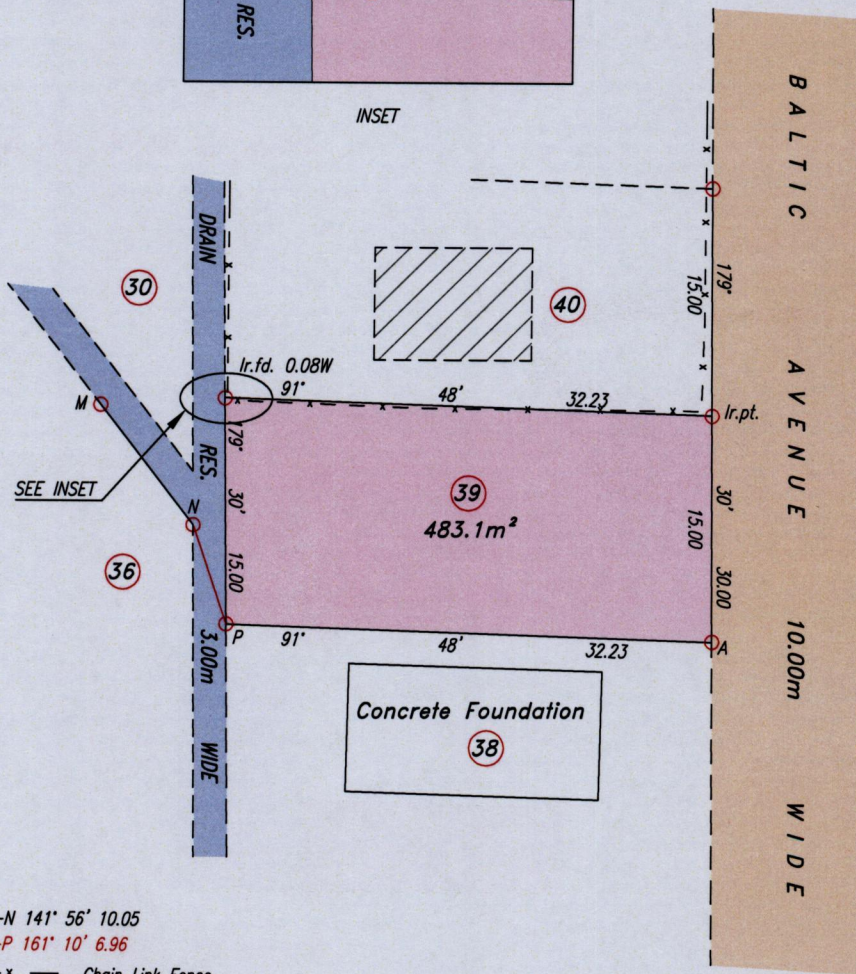 RES.
INSET
BALTIC AVENUE 10.00m WIDE
DRAIN RES. 3.00m WIDE
30
40
179°
15.00
Ir.fd. 0.08W
91° 48' 32.23
Ir.pt.
M
SEE INSET
N
179° 30' 15.00
39
483.1m²
30'
15.00
30.00
36
P
91° 48' 32.23
A
Concrete Foundation
38
-N 141° 56' 10.05
-P 161° 10' 6.96
x Chain Link Fence